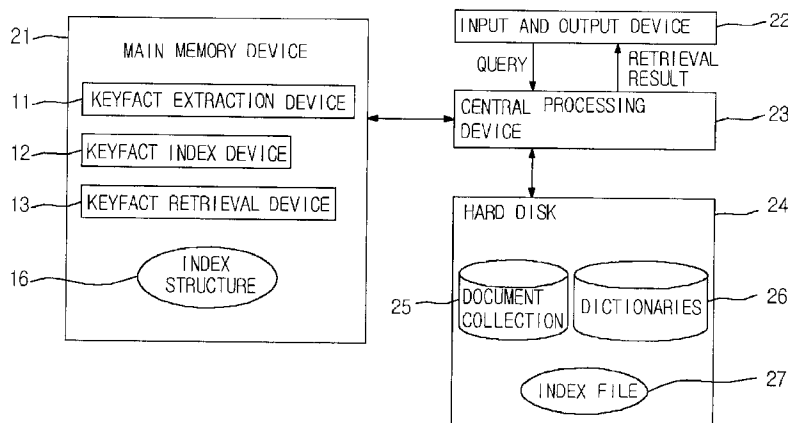 21
MAIN MEMORY DEVICE
11
KEYFACT EXTRACTION DEVICE
12
KEYFACT INDEX DEVICE
13
KEYFACT RETRIEVAL DEVICE
16
INDEX
STRUCTURE
INPUT AND OUTPUT DEVICE
22
QUERY
RETRIEVAL
RESULT
CENTRAL PROCESSING
DEVICE
23
HARD DISK
24
25
DOCUMENT
COLLECTION
DICTIONARIES
26
INDEX FILE
27